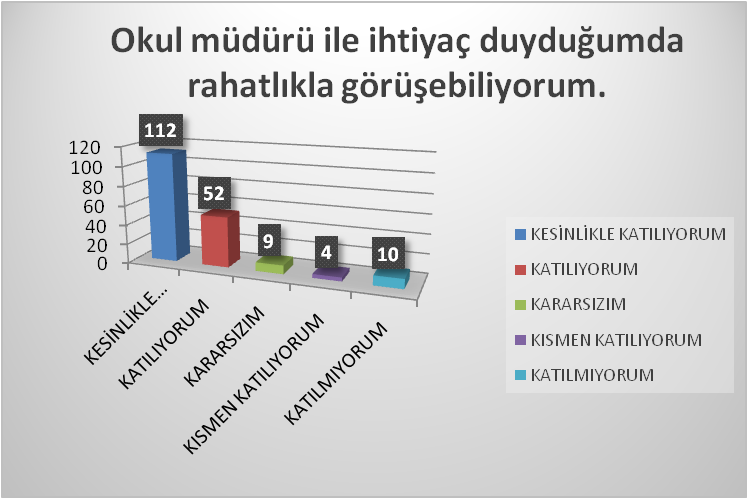 Okul müdürü ile ihtiyaç duyduğumda
rahatlıkla görüşebiliyorum.
120
100
80
60
40
20
0
112
52
9
4
10
KESİNLİKLE...
KATILIYORUM
KARARSIZIM
KISMEN KATILIYORUM
KATILMIYORUM
KESİNLİKLE KATILIYORUM
KATILIYORUM
KARARSIZIM
KISMEN KATILIYORUM
KATILMIYORUM